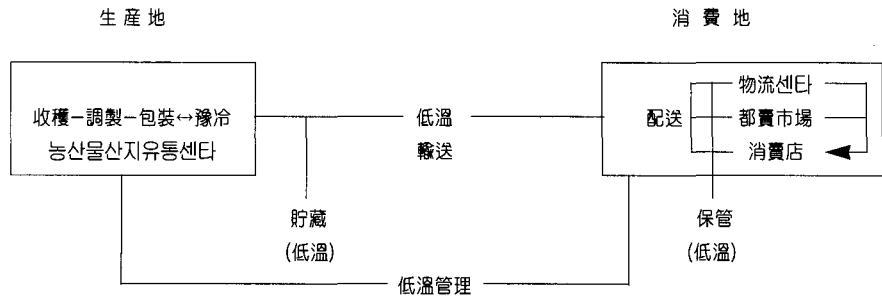 生産地
消費地
收穫-調製-包裝↔豫冷
농산물산지유통센타
低溫
輸送
配送
物流센타
都賣市場
消賣店
貯藏
(低溫)
保管
(低溫)
低溫管理